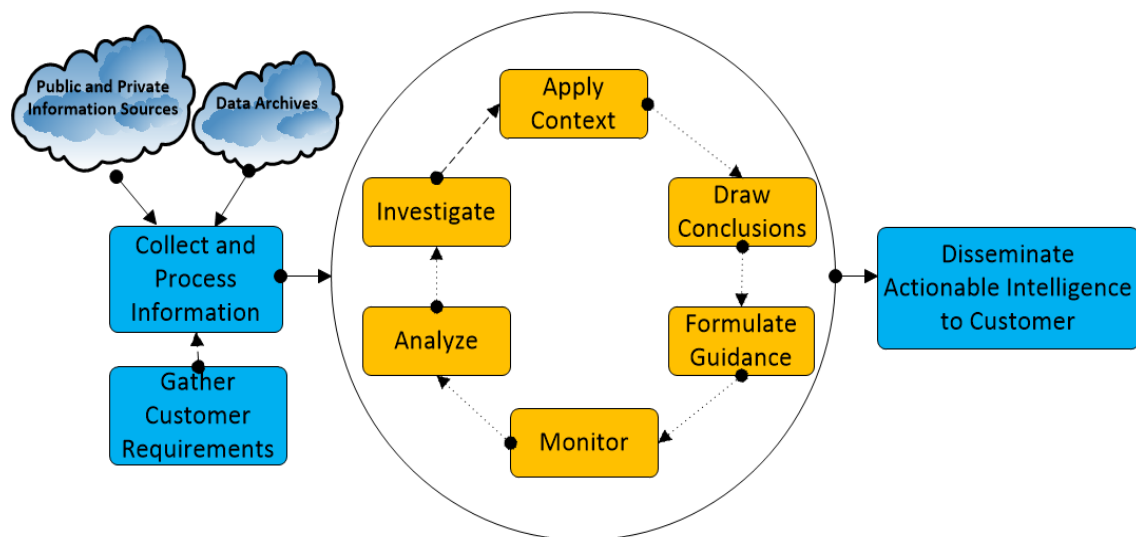 Public and Private
Information Sources
Data Archives
Collect and
Process
Information
Gather
Customer
Requirements
Apply
Context
Investigate
Draw
Conclusions
Analyze
Formulate
Guidance
Monitor
Disseminate
Actionable Intelligence
to Customer